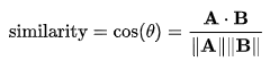 similarity = cos(θ) = A · B / ‖A‖‖B‖